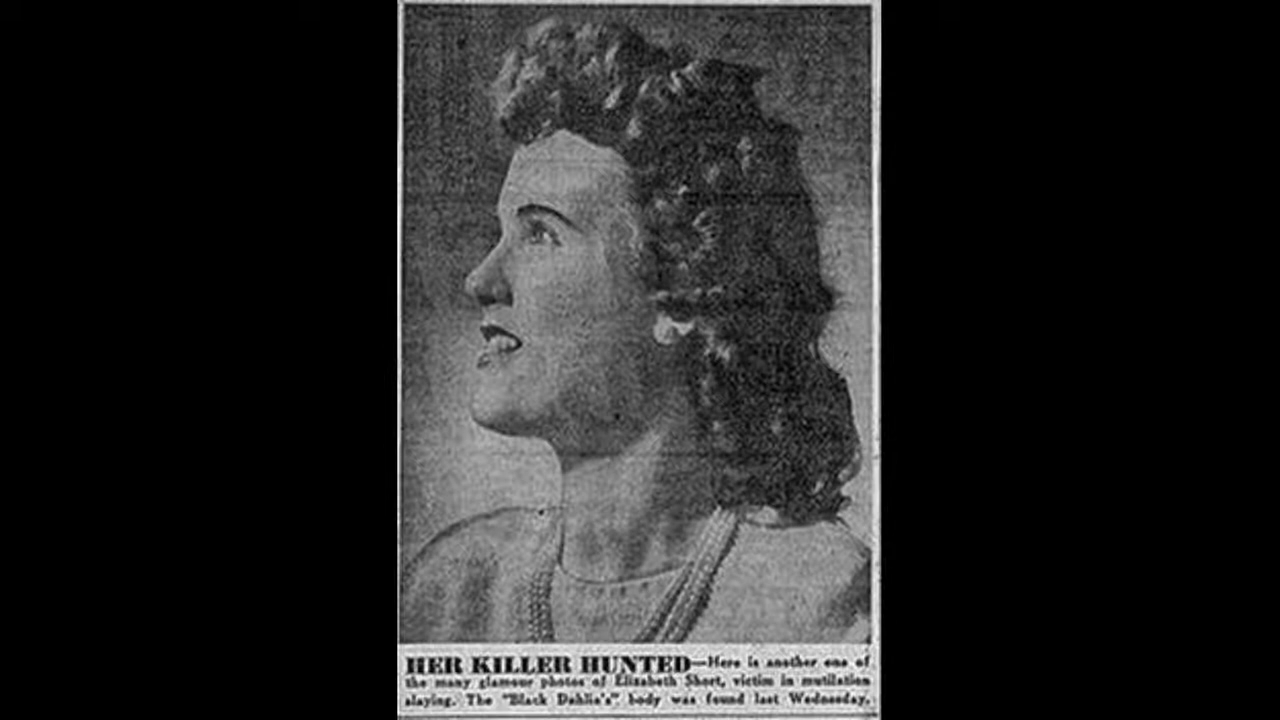 HER KILLER HUNTED—Here is another one of
the many glamour photos of Elizabeth Short, victim in mutilation
slaying. The "Black Dahlia's" body was found last Wednesday.